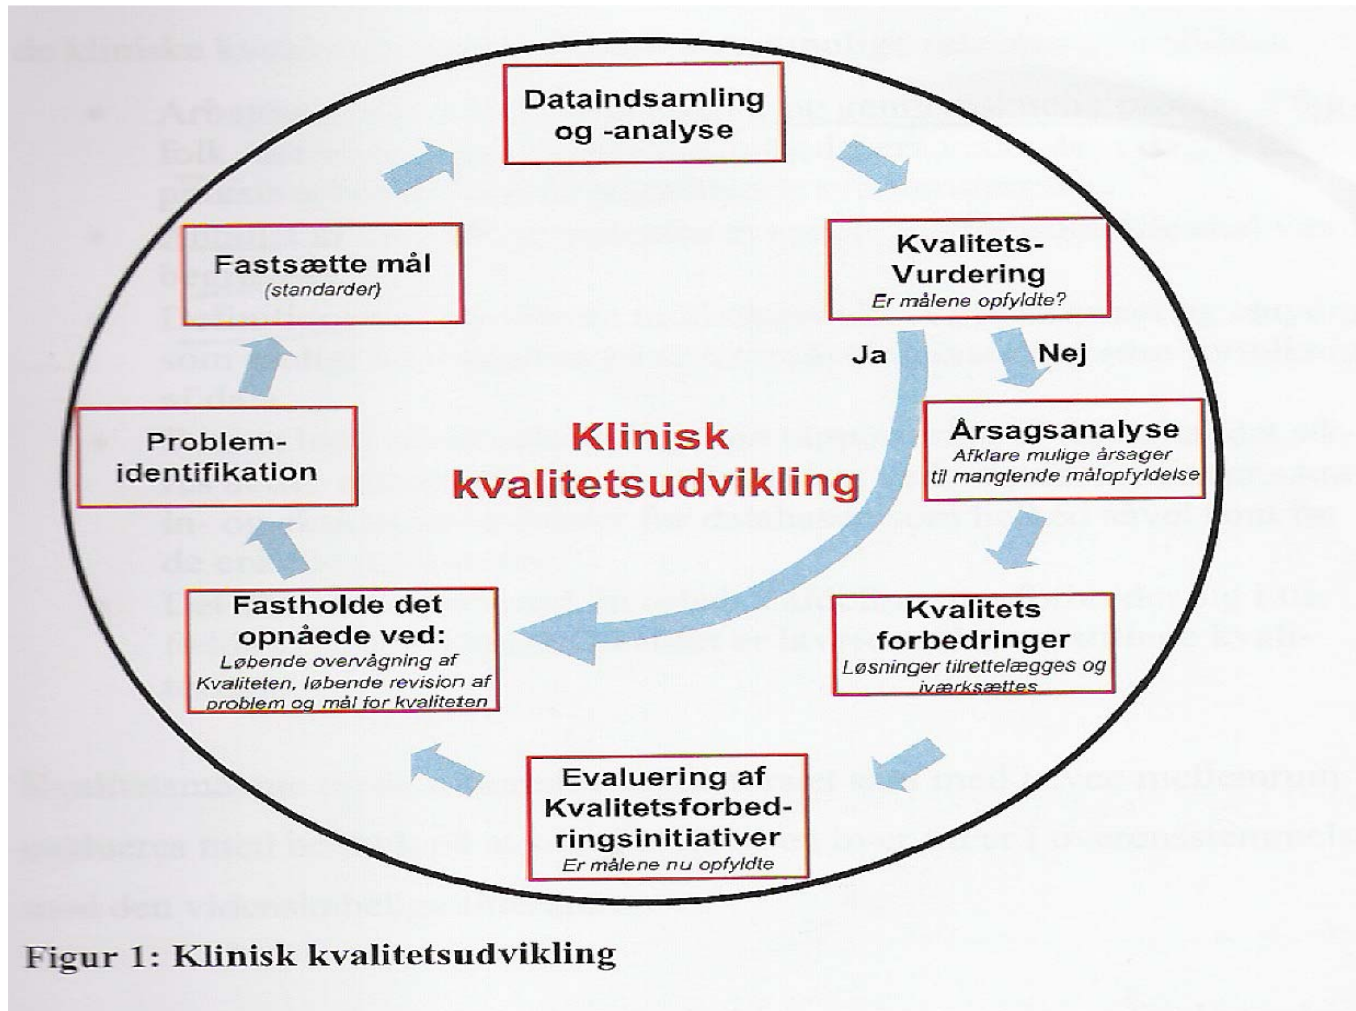 Dataindsamling
og -analyse
Kvalitets-
Vurdering
Er målene opfyldte?
Ja
Nej
Årsagsanalyse
Afklare mulige årsager
til manglende målopfyldelse
Kvalitets
forbedringer
Løsninger tilrettelægges og
iværksættes
Evaluering af
Kvalitetsforbed-
ringsinitiativer
Er målene nu opfyldte
Fastholde det
opnåede ved:
Løbende overvågning af
Kvaliteten, løbende revision af
problem og mål for kvaliteten
Problem-
identifikation
Fastsætte mål
(standarder)
Klinisk
kvalitetsudvikling
Figur 1: Klinisk kvalitetsudvikling